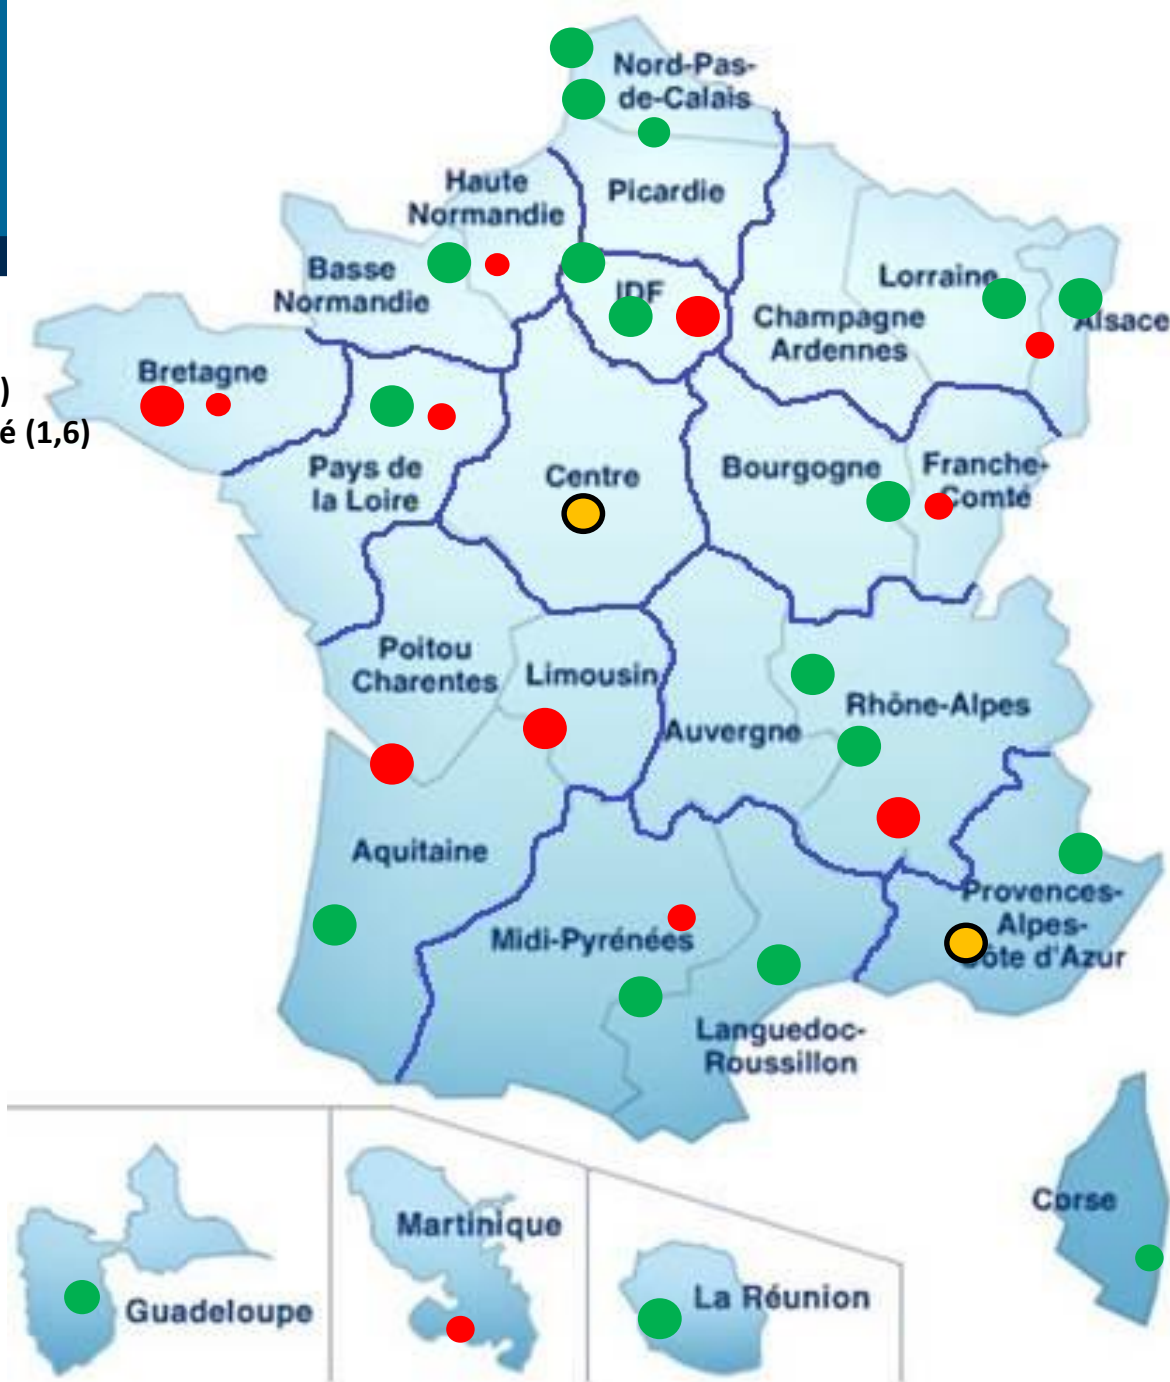 Nord-Pas-
de-Calais
Haute
Normandie
Picardie
Basse
Normandie
IDF
Lorraine
Alsace
Champagne
Ardennes
Bretagne
)
é (1,6)
Pays de
la Loire
Centre
Bourgogne
Franche-
Comté
Poitou
Charentes
Limousin
Auvergne
Rhône-Alpes
Aquitaine
Midi-Pyrénées
Provences-
Alpes-
Côte d'Azur
Languedoc-
Roussillon
Corse
Guadeloupe
Martinique
La Réunion